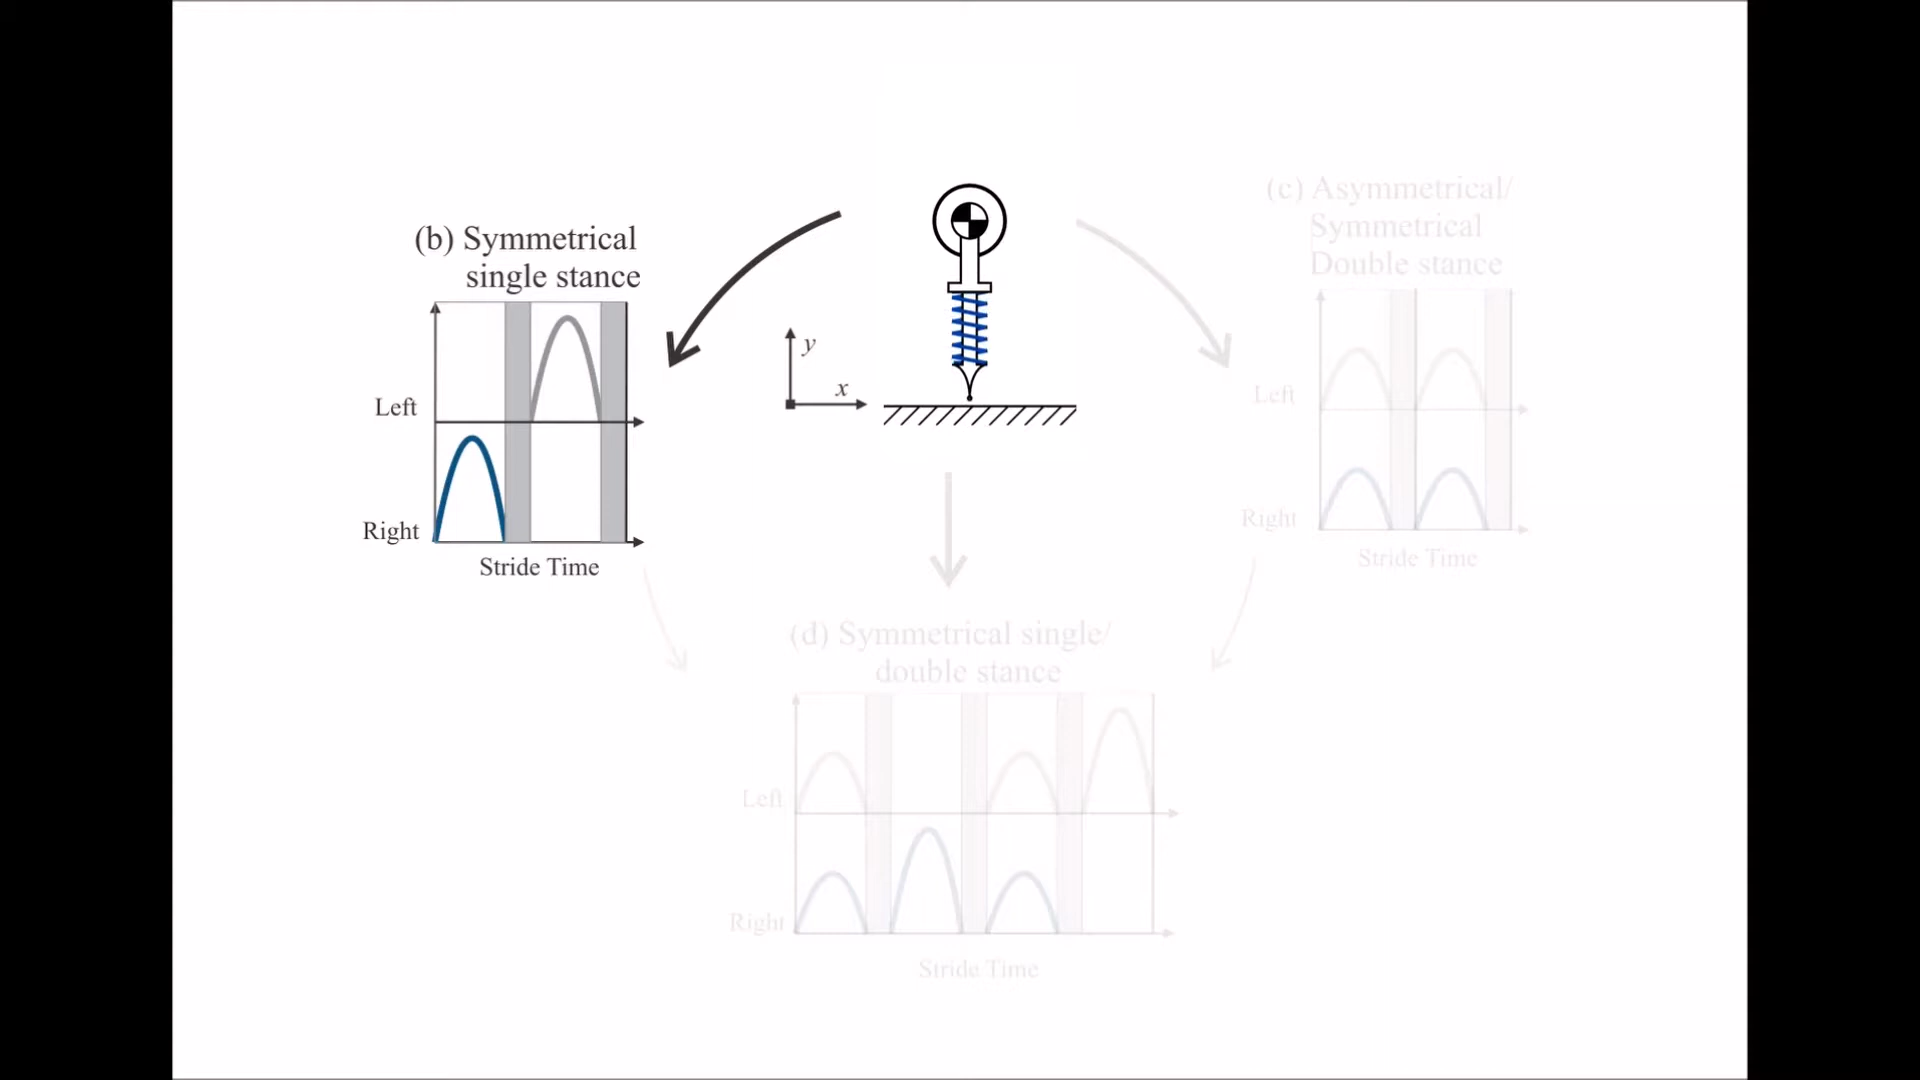 (b) Symmetrical
single stance
Left
Right
Stride Time
y
x
(c) Asymmetrical/
Symmetrical
Double stance
Left
Right
Stride Time
(d) Symmetrical single/
double stance
Left
Right
Stride Time